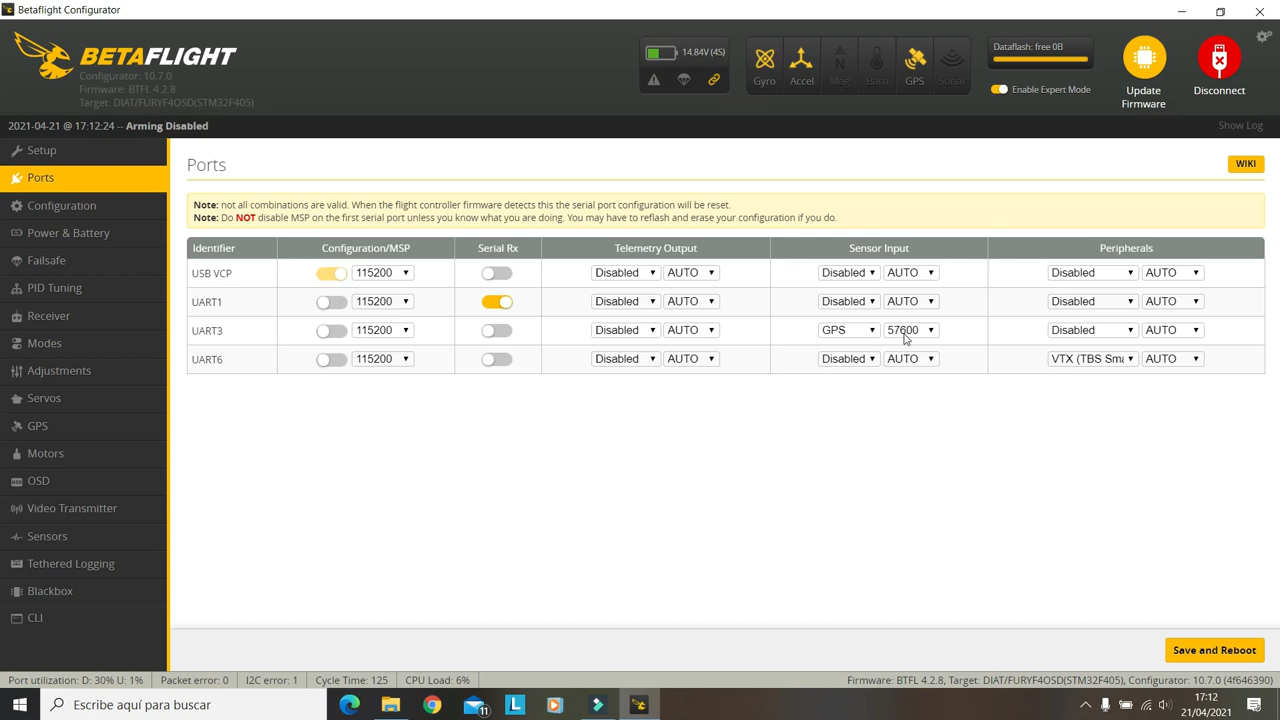 Betaflight Configurator
BETAFLIGHT
Configurator: 10.7.0
Firmware: BTFL 4.2.8
Target: DIAT/FURYF4OSD(STM32F405)
14.84V (4S)
Gyro Accel Mag Baro GPS Sonar
Dataflash: free 0B
Enable Expert Mode
Update
Firmware
Disconnect
2021-04-21 @ 17:12:24 -- Arming Disabled
Show Log
Setup
Ports
Configuration
Power & Battery
Failsafe
PID Tuning
Receiver
Modes
Adjustments
Servos
GPS
Motors
OSD
Video Transmitter
Sensors
Tethered Logging
Blackbox
CLI
Ports
WIKI
Note: not all combinations are valid. When the flight controller firmware detects this the serial port configuration will be reset.
Note: Do NOT disable MSP on the first serial port unless you know what you are doing. You may have to reflash and erase your configuration if you do.
Identifier Configuration/MSP Serial Rx Telemetry Output Sensor Input Peripherals
USB VCP 115200 Disabled AUTO Disabled AUTO Disabled AUTO
UART1 115200 Disabled AUTO Disabled AUTO Disabled AUTO
UART3 115200 Disabled AUTO GPS 57600 Disabled AUTO
UART6 115200 Disabled AUTO Disabled AUTO VTX (TBS Sma AUTO
Save and Reboot
Port utilization: D: 30% U: 1% Packet error: 0 I2C error: 1 Cycle Time: 125 CPU Load: 6% Firmware: BTFL 4.2.8, Target: DIAT/FURYF4OSD(STM32F405), Configurator: 10.7.0 (4f646390)
Escribe aquí para buscar
11
L
17:12
21/04/2021